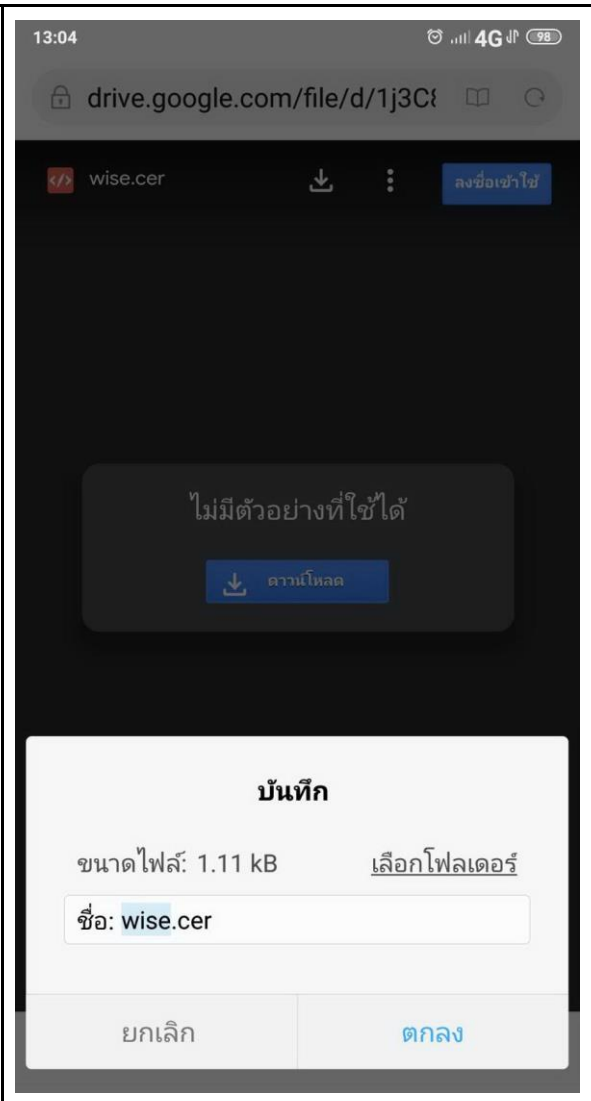 13:04 4G 98
drive.google.com/file/d/1j3C8
</> wise.cer ลงชื่อเข้าใช้
ไม่มีตัวอย่างที่ใช้ได้
ดาวน์โหลด
บันทึก
ขนาดไฟล์: 1.11 kB เลือกโฟลเดอร์
ชื่อ: wise.cer
ยกเลิก ตกลง